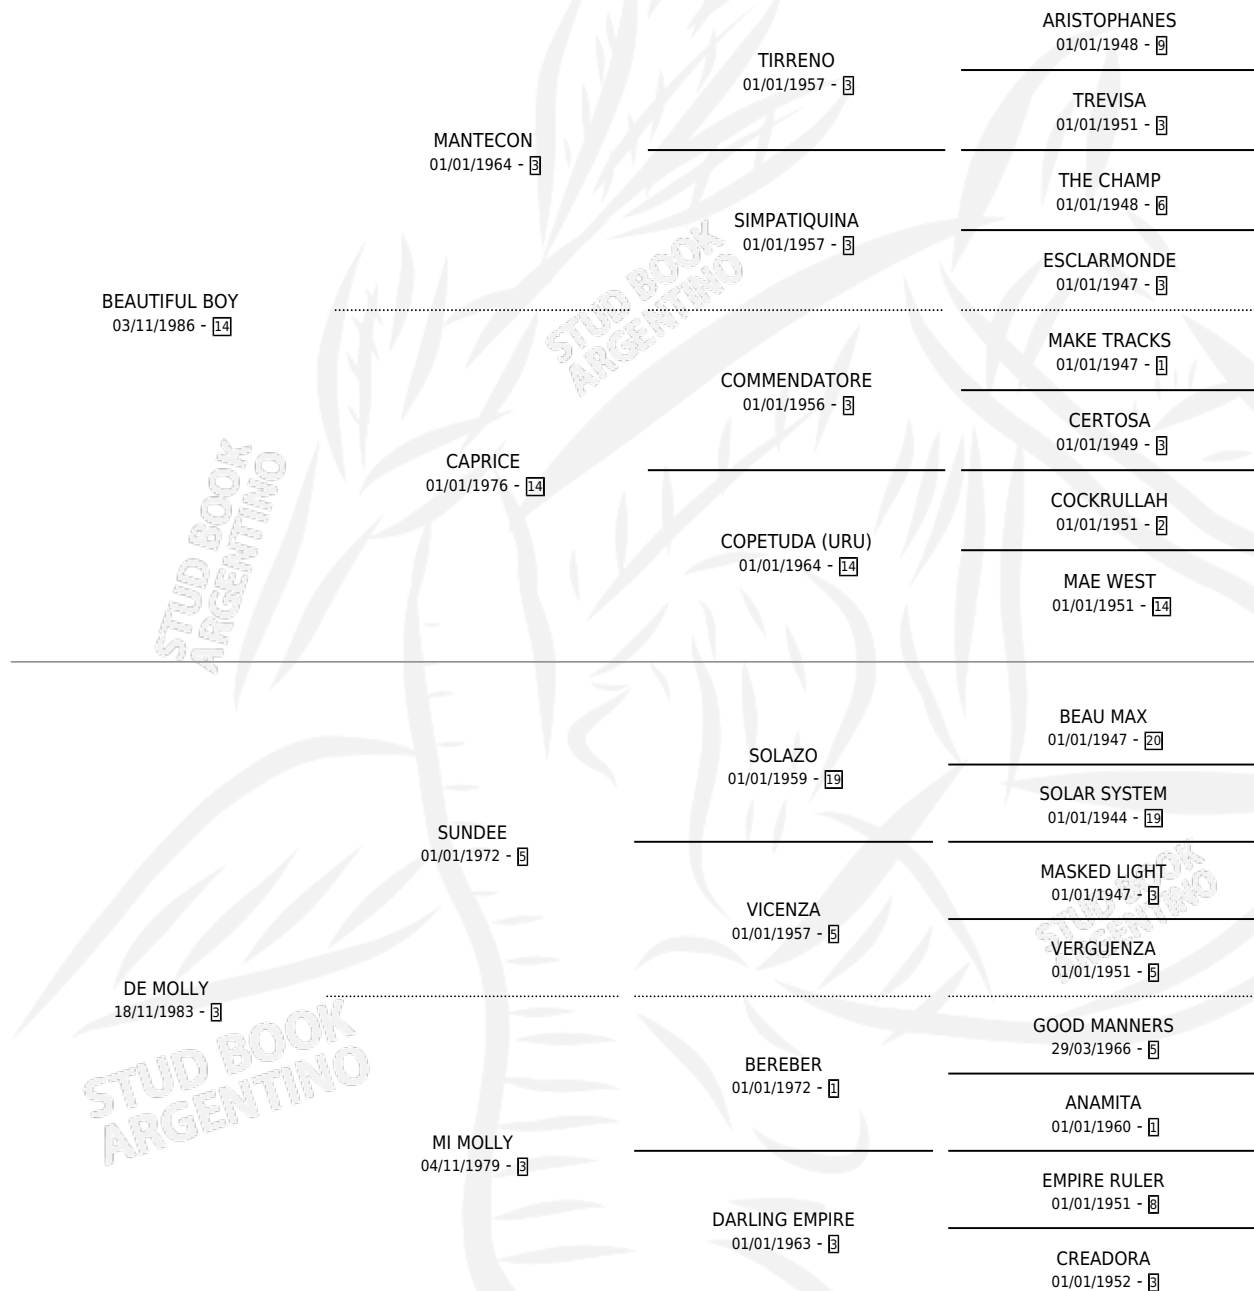 ARISTOPHANES
01/01/1948 - 9
TIRRENO
01/01/1957 - 3
TREVISA
01/01/1951 - 3
MANTECON
01/01/1964 - 3
THE CHAMP
01/01/1948 - 6
SIMPATIQUINA
01/01/1957 - 3
ESCLARMONDE
01/01/1947 - 3
BEAUTIFUL BOY
03/11/1986 - 14
MAKE TRACKS
01/01/1947 - 1
COMMENDATORE
01/01/1956 - 3
CERTOSA
01/01/1949 - 3
CAPRICE
01/01/1976 - 14
COCKRULLAH
01/01/1951 - 2
COPETUDA (URU)
01/01/1964 - 14
MAE WEST
01/01/1951 - 14
BEAU MAX
01/01/1947 - 20
SOLAZO
01/01/1959 - 19
SOLAR SYSTEM
01/01/1944 - 19
SUNDEE
01/01/1972 - 5
MASKED LIGHT
01/01/1947 - 3
VICENZA
01/01/1957 - 5
VERGUENZA
01/01/1951 - 5
DE MOLLY
18/11/1983 - 3
GOOD MANNERS
29/03/1966 - 5
BEREBER
01/01/1972 - 1
ANAMITA
01/01/1960 - 1
MI MOLLY
04/11/1979 - 3
EMPIRE RULER
01/01/1951 - 8
DARLING EMPIRE
01/01/1963 - 3
CREADORA
01/01/1952 - 3
STUD BOOK
ARGENTINO
STUD BOOK
ARGENTINO
STUD BOOK
ARGENTINO
STUD BOOK
ARGENTINO